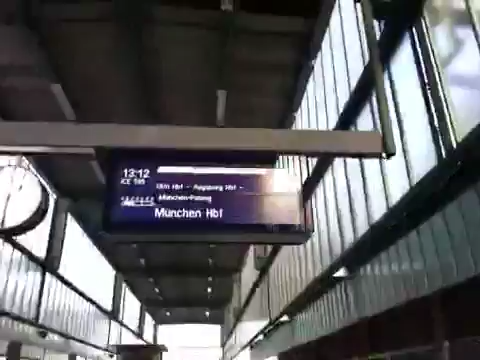 13:12
ICE 595
Ulm Hbf - Augsburg Hbf -
München-Pasing
München Hbf